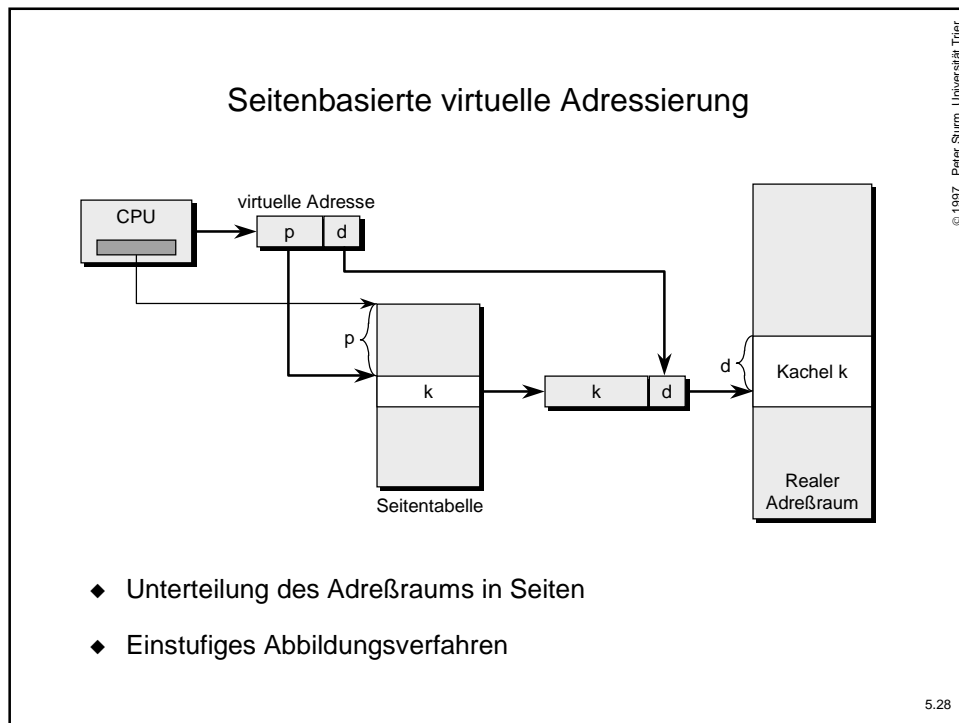 © 1997, Peter Sturm, Universität Trier
Seitenbasierte virtuelle Adressierung
virtuelle Adresse
CPU
p
d
p
k
k
d
d
Kachel k
Seitentabelle
Realer
Adreßraum
Unterteilung des Adreßraums in Seiten
Einstufiges Abbildungsverfahren
5.28